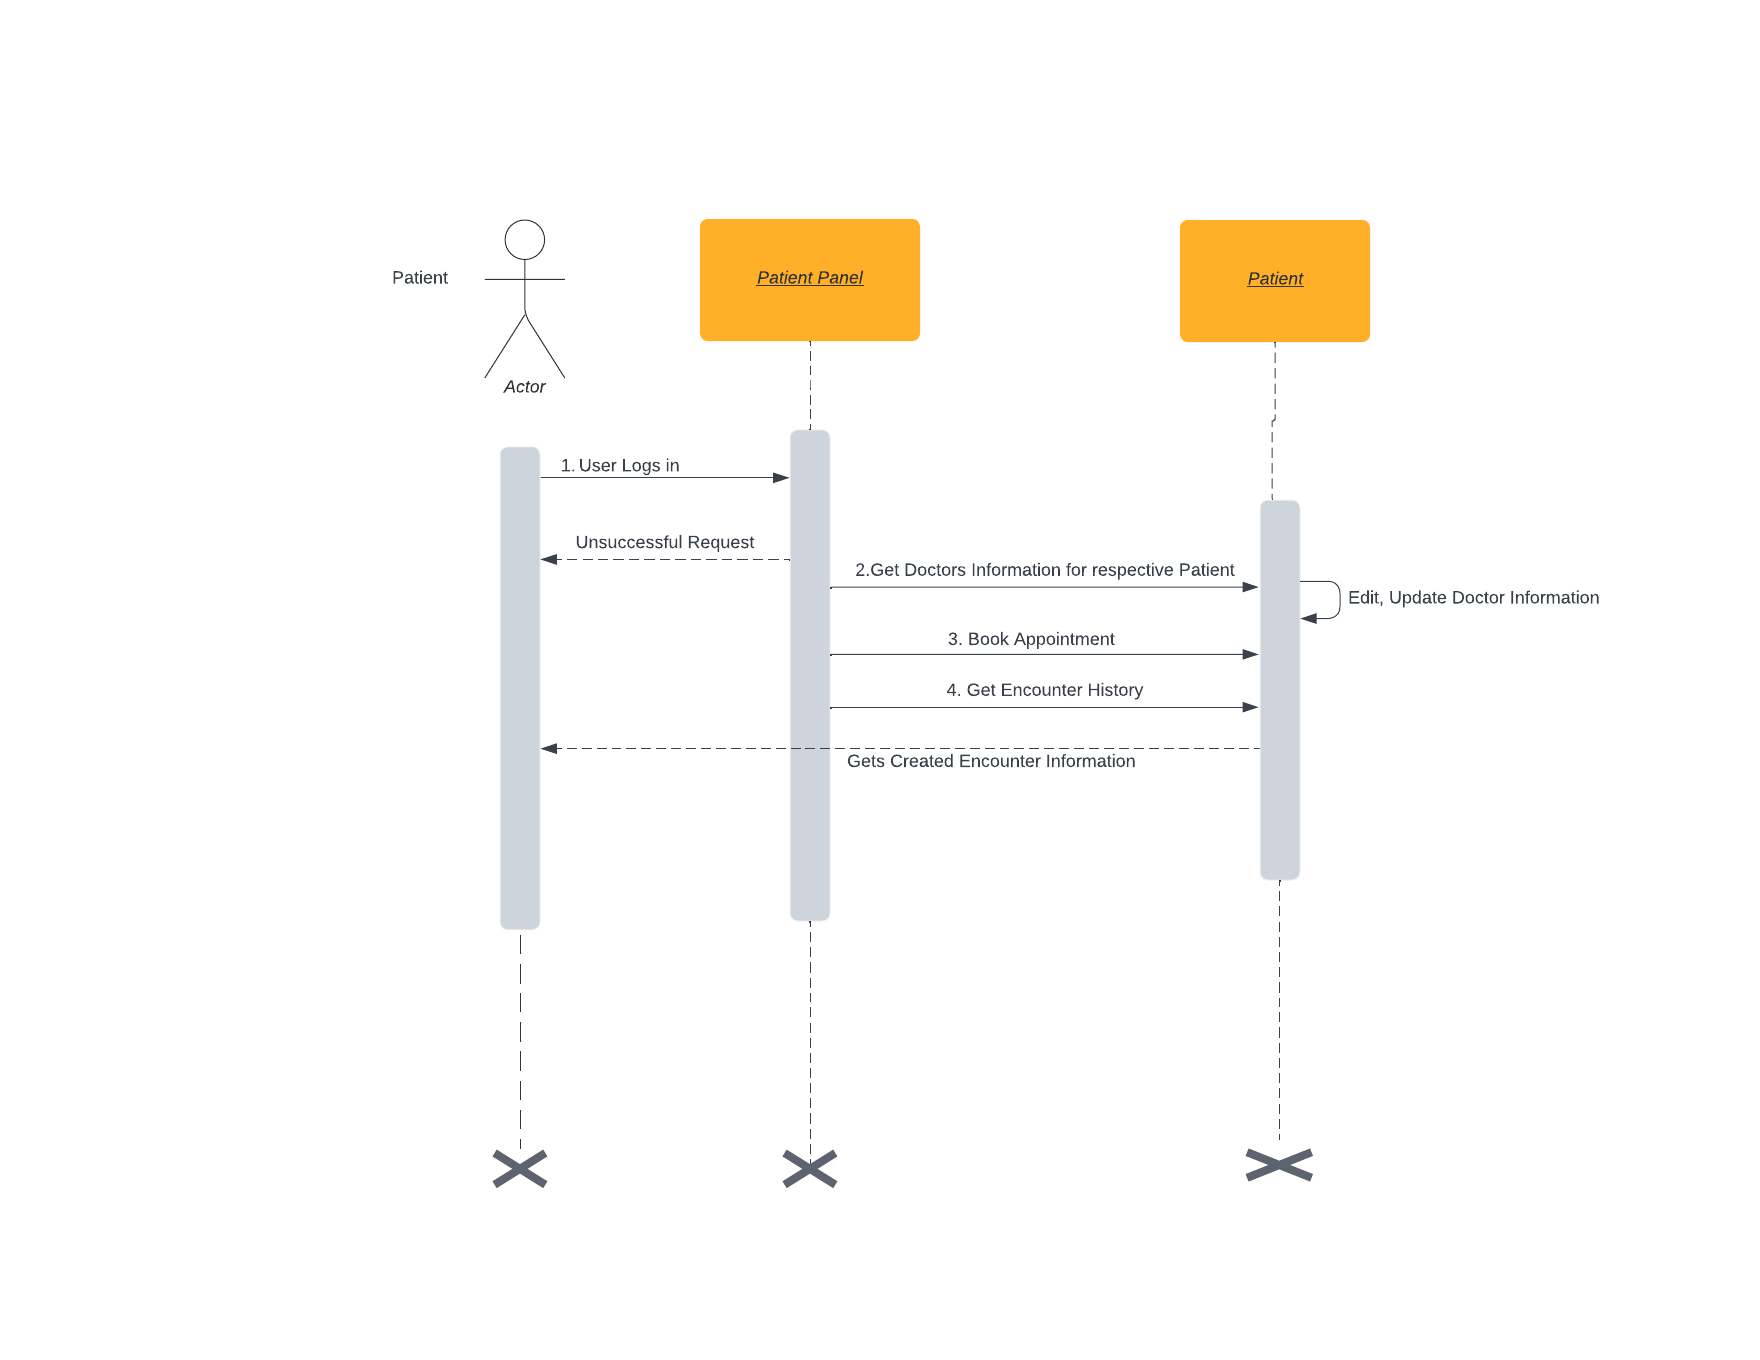 Patient
Patient Panel
Patient
Actor
1. User Logs in
Unsuccessful Request
2.Get Doctors Information for respective Patient
Edit, Update Doctor Information
3. Book Appointment
4. Get Encounter History
Gets Created Encounter Information